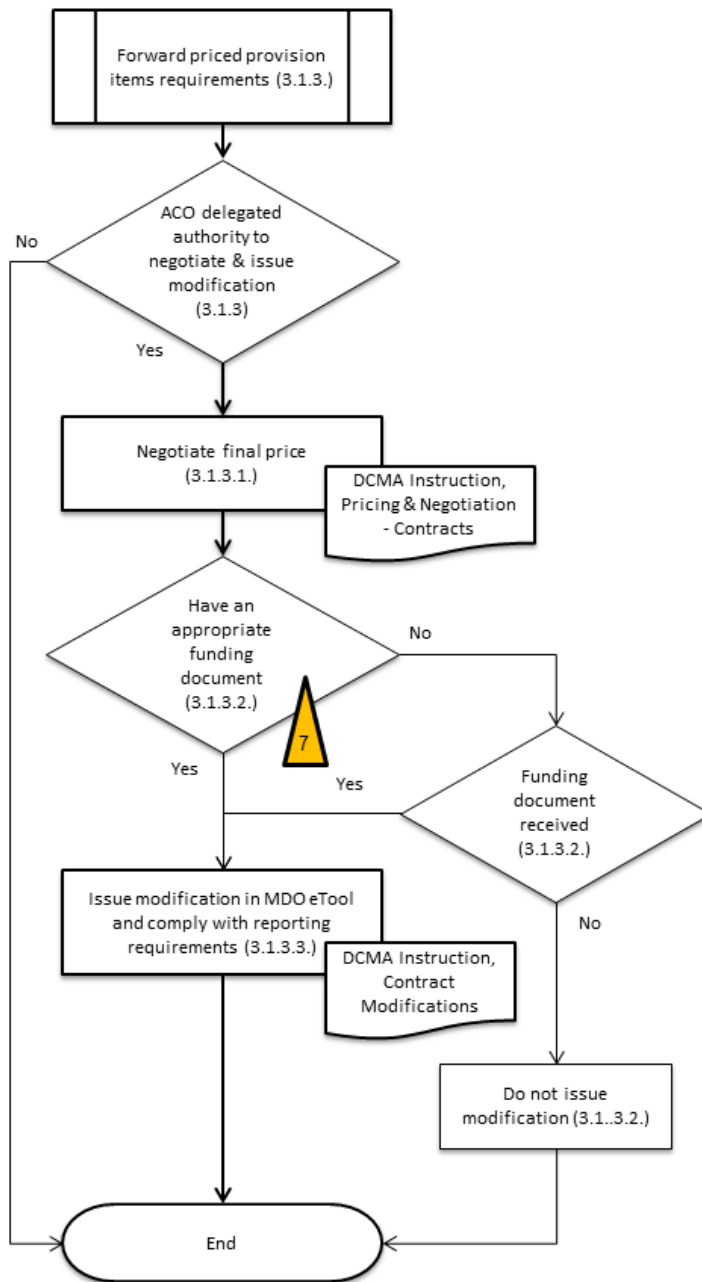 Forward priced provision
items requirements (3.1.3.)
ACO delegated
authority to
negotiate & issue
modification
(3.1.3)
No
Yes
Negotiate final price
(3.1.3.1.)
DCMA Instruction,
Pricing & Negotiation
- Contracts
Have an
appropriate
funding
document
(3.1.3.2.)
No
7
Yes
Yes
Funding
document
received
(3.1.3.2.)
Issue modification in MDO eTool
and comply with reporting
requirements (3.1.3.3.)
No
DCMA Instruction,
Contract
Modifications
Do not issue
modification (3.1..3.2.)
End